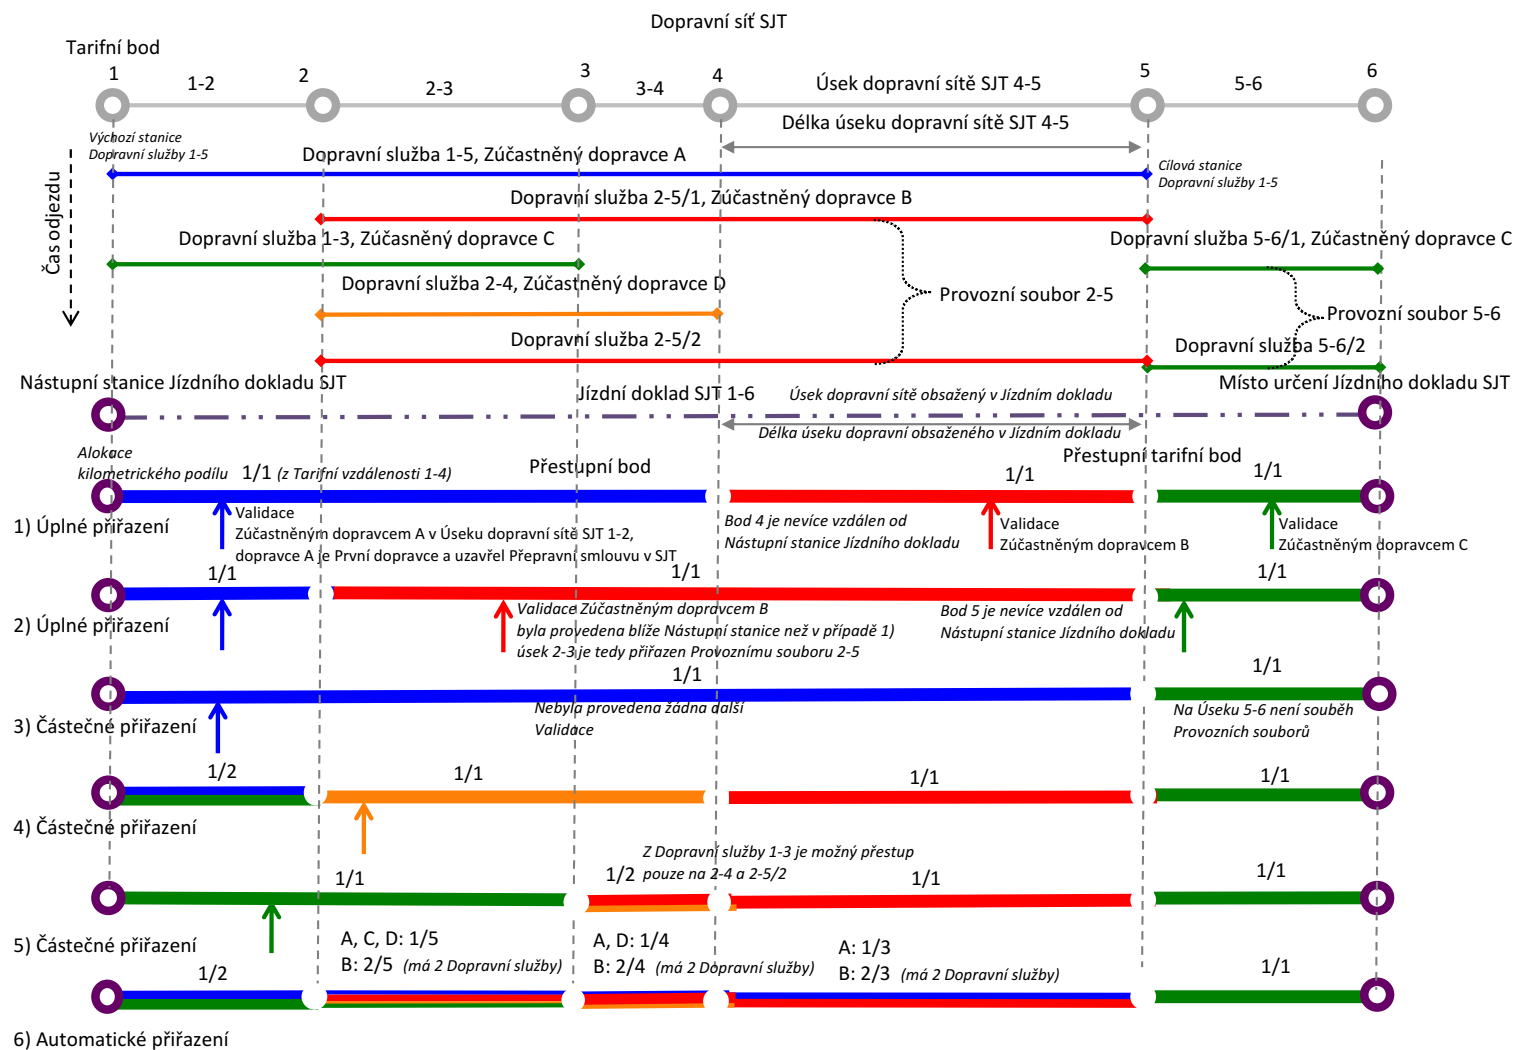 Dopravní síť SJT
Tarifní bod
1
1-2
2
2-3
3
3-4
4
Úsek dopravní sítě SJT 4-5
5
5-6
6
Délka úseku dopravní sítě SJT 4-5
Výchozí stanice
Dopravní služby 1-5
Dopravní služba 1-5, Zúčastněný dopravce A
Cílová stanice
Dopravní služby 1-5
Čas odjezdu
Dopravní služba 2-5/1, Zúčastněný dopravce B
Dopravní služba 1-3, Zúčasněný dopravce C
Dopravní služba 5-6/1, Zúčastněný dopravce C
Dopravní služba 2-4, Zúčastněný dopravce D
Provozní soubor 2-5
Provozní soubor 5-6
Dopravní služba 2-5/2
Dopravní služba 5-6/2
Nástupní stanice Jízdního dokladu SJT
Jízdní doklad SJT 1-6
Úsek dopravní sítě obsažený v Jízdním dokladu
Místo určení Jízdního dokladu SJT
Délka úseku dopravní obsaženého v Jízdním dokladu
Alokace
kilometrického podílu
1/1 (z Tarifní vzdálenosti 1-4)
Přestupní bod
1/1
Přestupní tarifní bod
1/1
1) Úplné přiřazení
Validace
Zúčastněným dopravcem A v Úseku dopravní sítě SJT 1-2,
dopravce A je První dopravce a uzavřel Přepravní smlouvu v SJT
Bod 4 je nevíce vzdálen od
Nástupní stanice Jízdního dokladu
Validace
Zúčastněným dopravcem B
Validace
Zúčastněným dopravcem C
1/1
1/1
1/1
2) Úplné přiřazení
Validace Zúčastněným dopravcem B
byla provedena blíže Nástupní stanice než v případě 1)
úsek 2-3 je tedy přiřazen Provoznímu souboru 2-5
Bod 5 je nevíce vzdálen od
Nástupní stanice Jízdního dokladu
1/1
1/1
3) Částečné přiřazení
Nebyla provedena žádna další
Validace
Na Úseku 5-6 není souběh
Provozních souborů
1/2
1/1
1/1
1/1
4) Částečné přiřazení
Z Dopravní služby 1-3 je možný přestup
pouze na 2-4 a 2-5/2
1/1
1/2
1/1
1/1
5) Částečné přiřazení
A, C, D: 1/5
B: 2/5 (má 2 Dopravní služby)
A, D: 1/4
B: 2/4 (má 2 Dopravní služby)
A: 1/3
B: 2/3 (má 2 Dopravní služby)
1/2
1/1
6) Automatické přiřazení